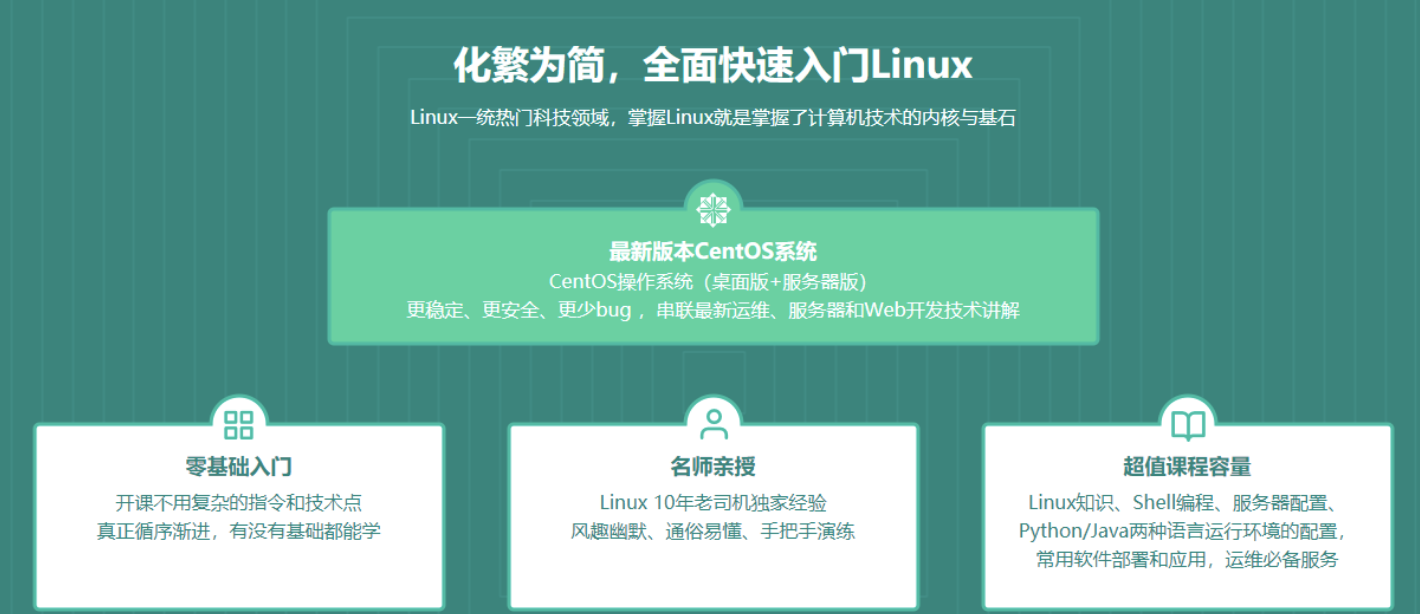 化繁为简，全面快速入门Linux
Linux一统热门科技领域，掌握Linux就是掌握了计算机技术的内核与基石
最新版本CentOS系统
CentOS操作系统（桌面版+服务器版）
更稳定、更安全、更少bug ，串联最新运维、服务器和Web开发技术讲解
零基础入门
开课不用复杂的指令和技术点
真正循序渐进，有没有基础都能学
名师亲授
Linux 10年老司机独家经验
风趣幽默、通俗易懂、手把手演练
超值课程容量
Linux知识、Shell编程、服务器配置、
Python/Java两种语言运行环境的配置，
常用软件部署和应用，运维必备服务